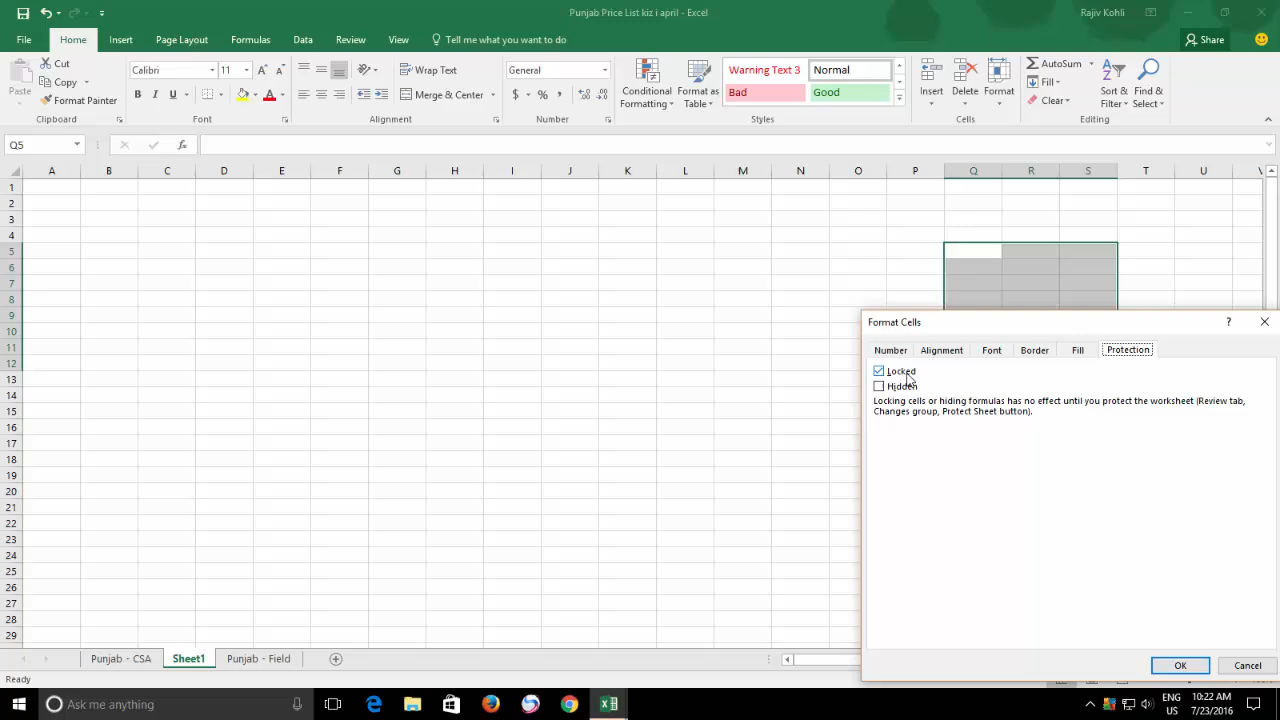 Punjab Price List kiz i april - Excel
Rajiv Kohli
File Home Insert Page Layout Formulas Data Review View Tell me what you want to do
Share
Paste
Cut
Copy
Format Painter
Clipboard
Calibri 11
B I U
Font
Wrap Text
Merge & Center
Alignment
General
$ % ,
Number
Conditional Formatting
Format as Table
Warning Text 3 Normal
Bad Good
Styles
Insert Delete Format
Cells
AutoSum
Fill
Clear
Sort & Filter
Find & Select
Editing
Q5
fx
A B C D E F G H I J K L M N O P Q R S T U
1
2
3
4
5
6
7
8
9
10
11
12
13
14
15
16
17
18
19
20
21
22
23
24
25
26
27
28
29
Format Cells
Number Alignment Font Border Fill Protection
Locked
Hidden
Locking cells or hiding formulas has no effect until you protect the worksheet (Review tab,
Changes group, Protect Sheet button).
OK Cancel
Punjab - CSA Sheet1 Punjab - Field
Ready
Ask me anything
ENG
US
10:22 AM
7/23/2016